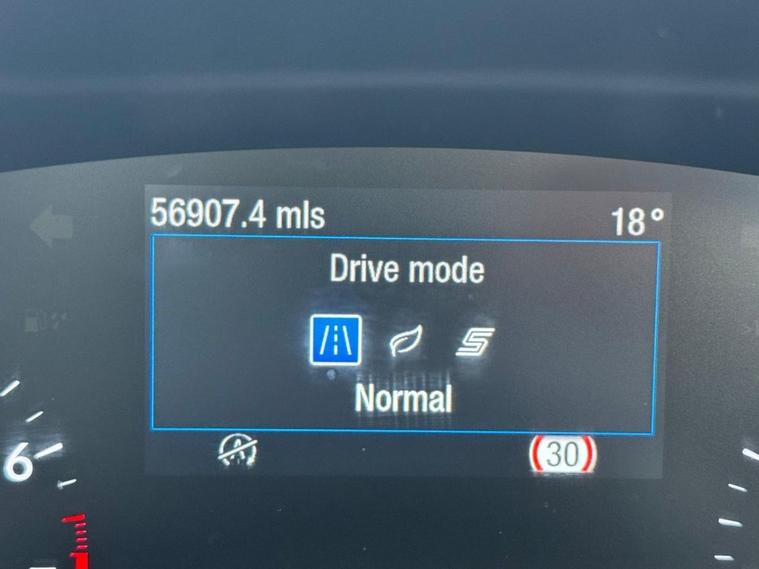 56907.4 mls
18°
Drive mode
Normal
6
30